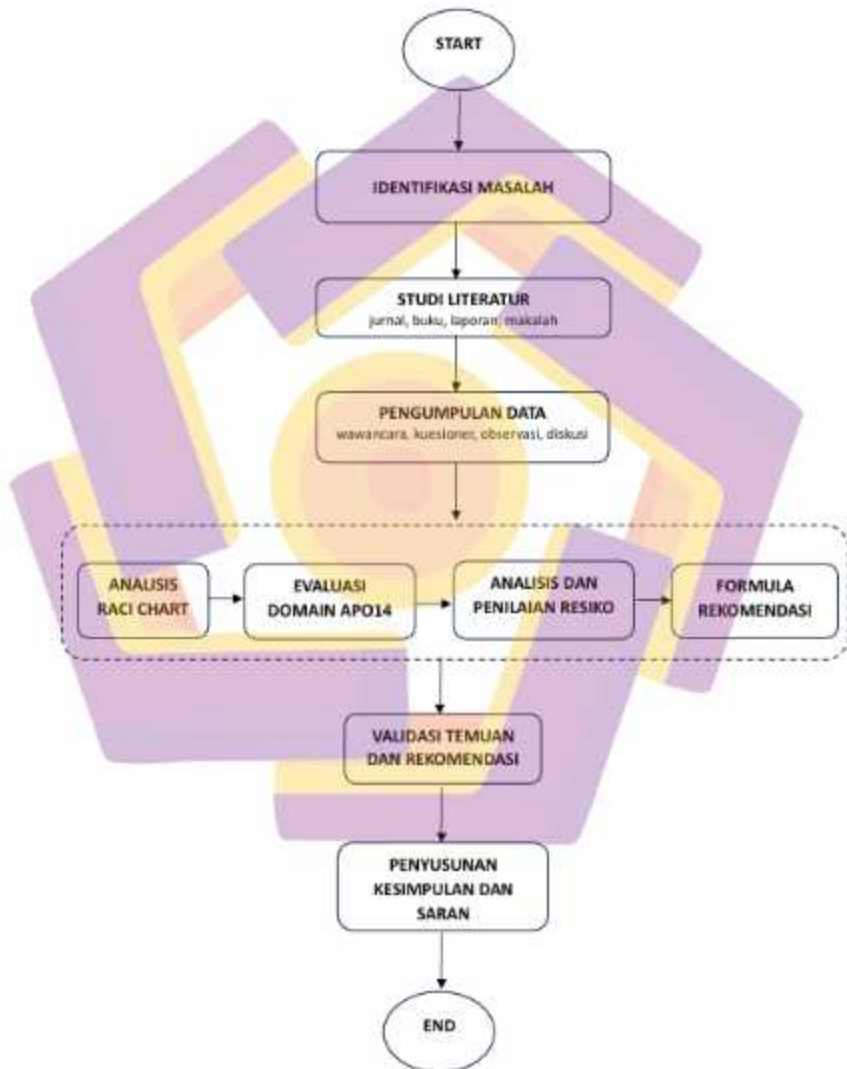 START
IDENTIFIKASI MASALAH
STUDI LITERATUR
jurnal, buku, laporan, makalah
PENGUMPULAN DATA
wawancara, kuesioner, observasi, diskusi
ANALISIS
RACI CHART
EVALUASI
DOMAIN APO14
ANALISIS DAN
PENILAIAN RESIKO
FORMULA
REKOMENDASI
VALIDASI TEMUAN
DAN REKOMENDASI
PENYUSUNAN
KESIMPULAN DAN
SARAN
END